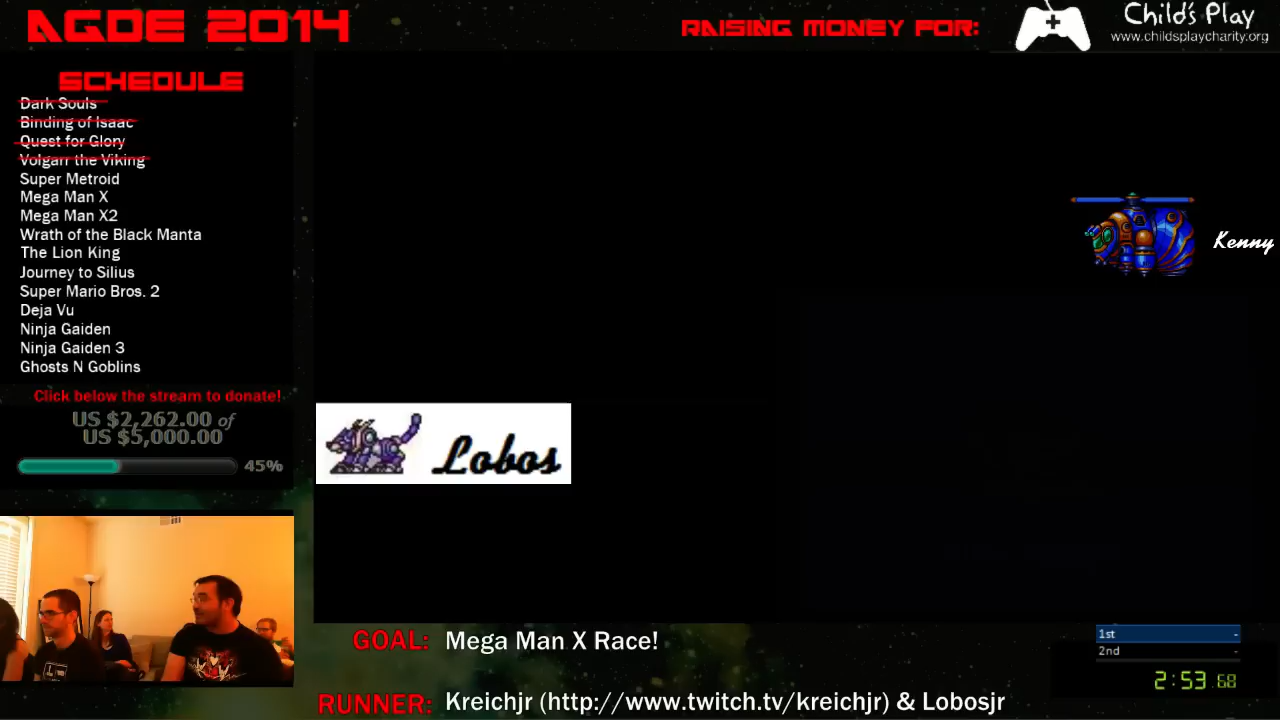 AGDE 2014
RAISING MONEY FOR:
Child's Play
www.childsplaycharity.org
SCHEDULE
Dark Souls
Binding of Isaac
Quest for Glory
Volgarr the Viking
Super Metroid
Mega Man X
Mega Man X2
Wrath of the Black Manta
The Lion King
Journey to Silius
Super Mario Bros. 2
Deja Vu
Ninja Gaiden
Ninja Gaiden 3
Ghosts N Goblins
Click below the stream to donate!
US $2,262.00 of
US $5,000.00
45%
Kenny
Lobos
GOAL: Mega Man X Race!
RUNNER: Kreichjr (http://www.twitch.tv/kreichjr) & Lobosjr
1st -
2nd -
2:53.68